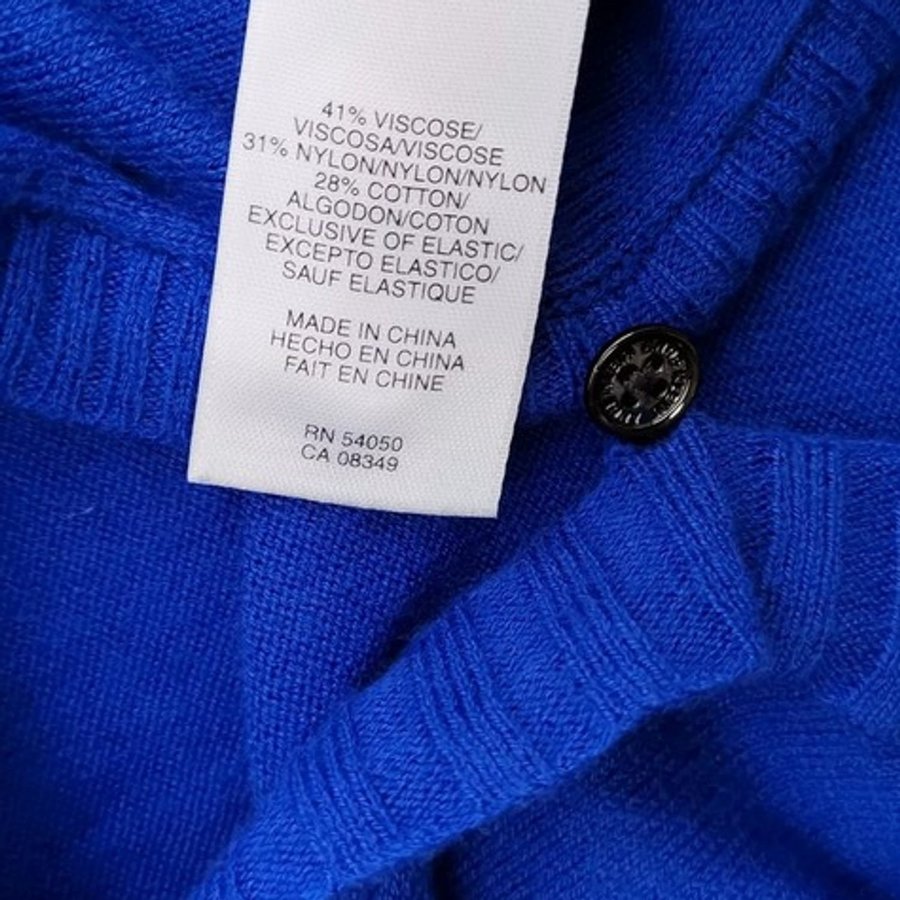 41% VISCOSE/
VISCOSA/VISCOSE
31% NYLON/NYLON/NYLON
28% COTTON/
ALGODON/COTON
EXCLUSIVE OF ELASTIC/
EXCEPTO ELASTICO/
SAUF ELASTIQUE
MADE IN CHINA
HECHO EN CHINA
FAIT EN CHINE
RN 54050
CA 08349